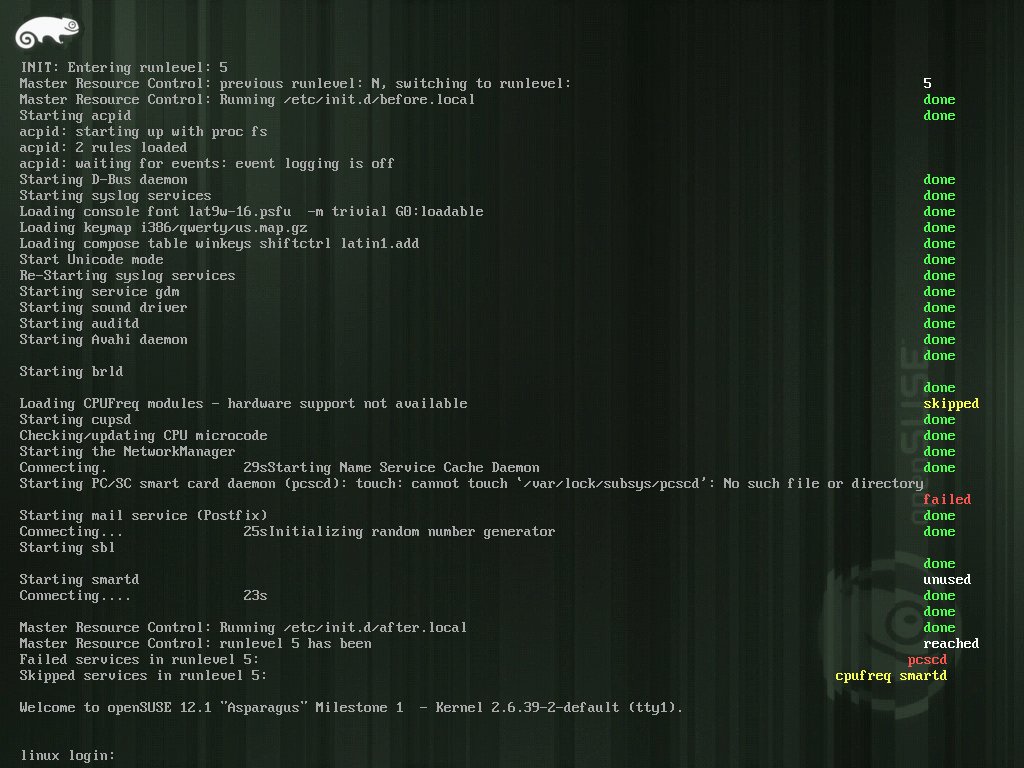 INIT: Entering runlevel: 5
Master Resource Control: previous runlevel: N, switching to runlevel: 5
Master Resource Control: Running /etc/init.d/before.local done
Starting acpid done
acpid: starting up with proc fs
acpid: 2 rules loaded
acpid: waiting for events: event logging is off
Starting D-Bus daemon done
Starting syslog services done
Loading console font lat9w-16.psfu  -m trivial G0:loadable done
Loading keymap i386/qwerty/us.map.gz done
Loading compose table winkeys shiftctrl latin1.add done
Start Unicode mode done
Re-Starting syslog services done
Starting service gdm done
Starting sound driver done
Starting auditd done
Starting Avahi daemon done
done
Starting brld
done
Loading CPUFreq modules - hardware support not available skipped
Starting cupsd done
Checking/updating CPU microcode done
Starting the NetworkManager done
Connecting. 29sStarting Name Service Cache Daemon done
Starting PC/SC smart card daemon (pcscd): touch: cannot touch `/var/lock/subsys/pcscd': No such file or directory
failed
Starting mail service (Postfix) done
Connecting... 25sInitializing random number generator done
Starting sbl
done
Starting smartd unused
Connecting.... 23s done
done
Master Resource Control: Running /etc/init.d/after.local done
Master Resource Control: runlevel 5 has been reached
Failed services in runlevel 5: pcscd
Skipped services in runlevel 5: cpufreq smartd
Welcome to openSUSE 12.1 "Asparagus" Milestone 1  - Kernel 2.6.39-2-default (tty1).
linux login:
openSUSE